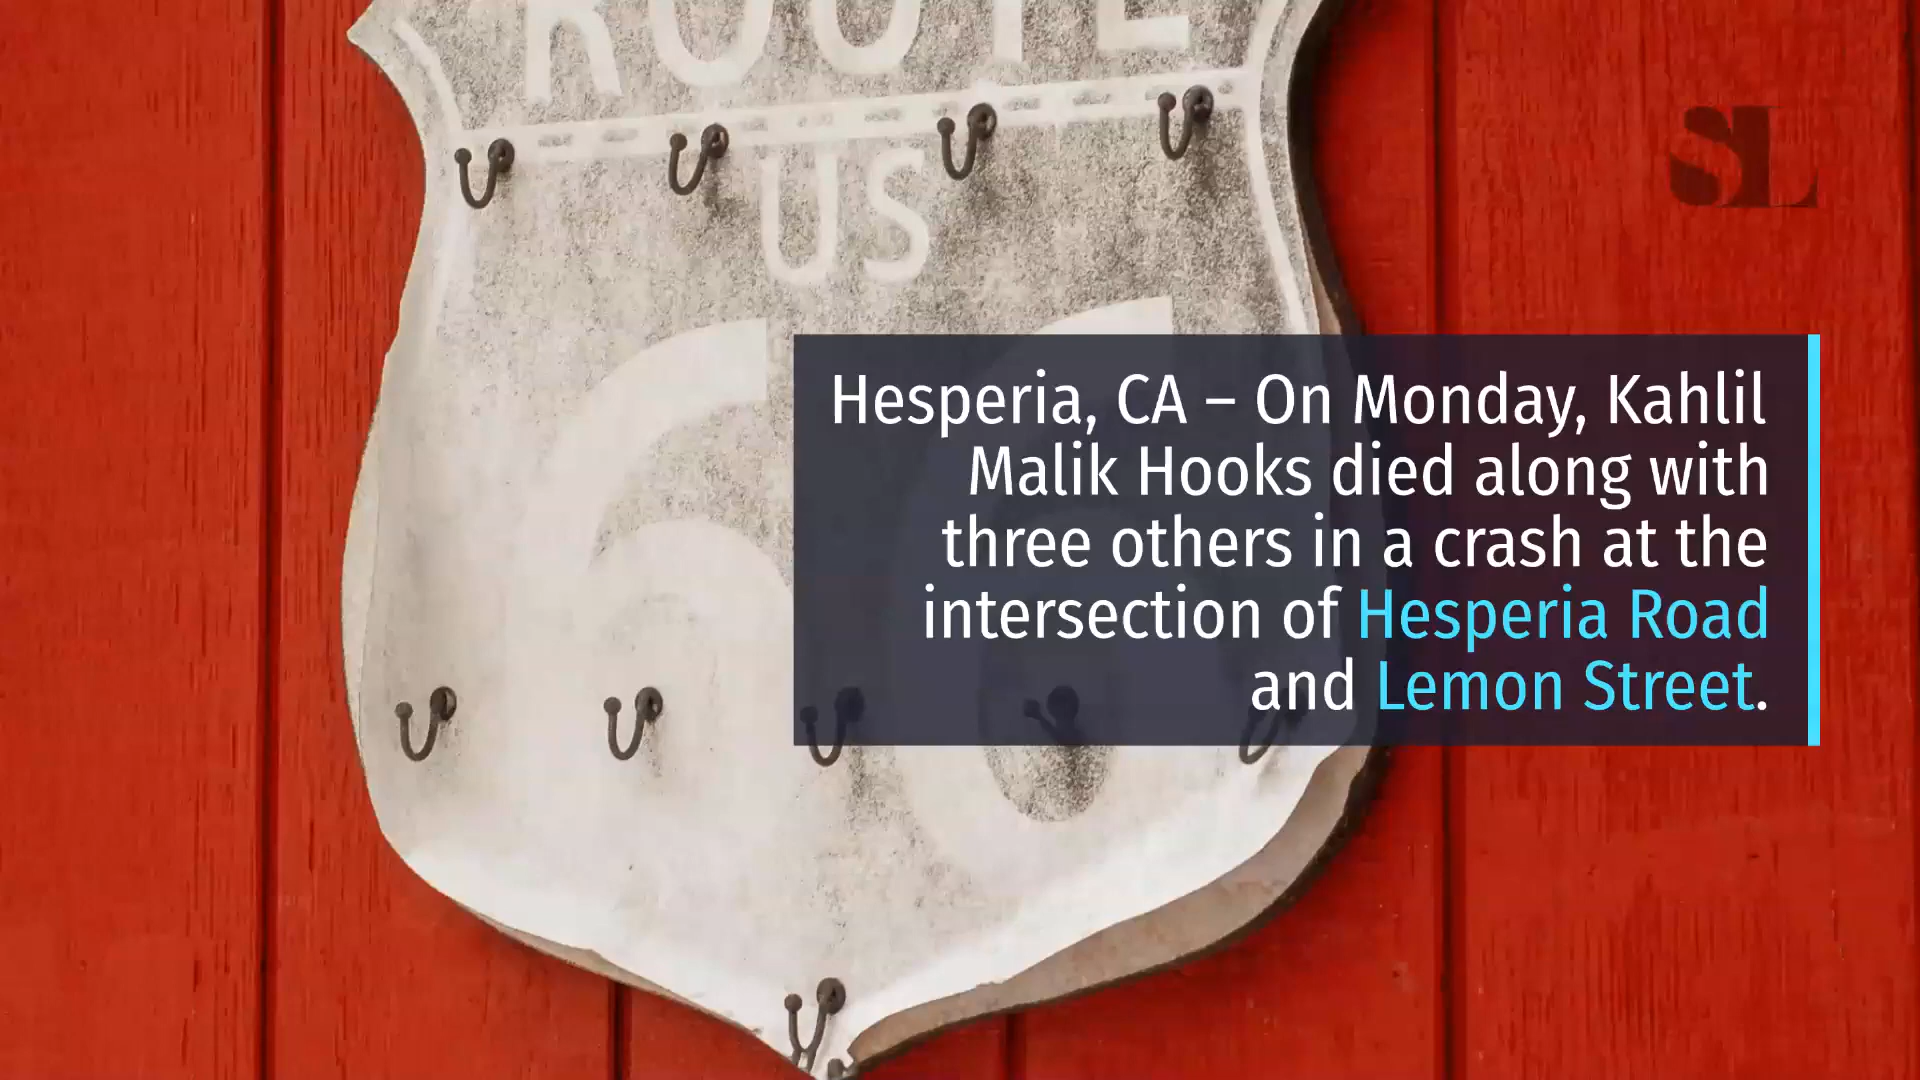 ROUTE
US
66
SL
Hesperia, CA – On Monday, Kahlil
Malik Hooks died along with
three others in a crash at the
intersection of Hesperia Road
and Lemon Street.